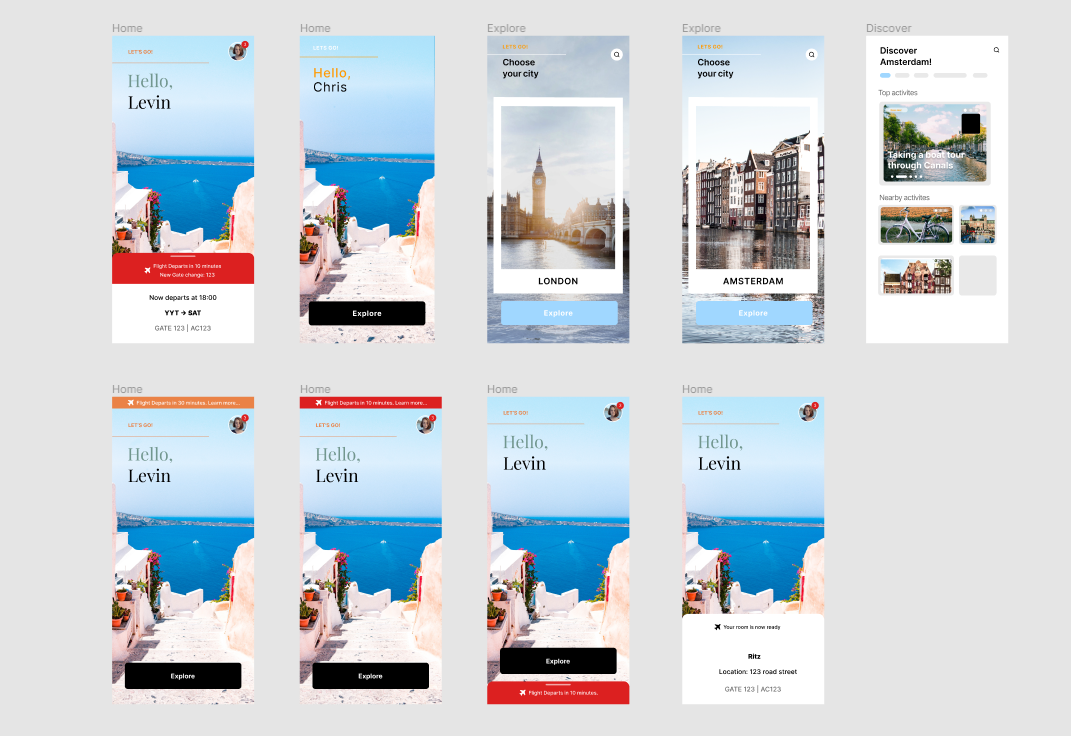 Home
LET'S GO!
Hello,
Levin
Flight Departs in 10 minutes
New Gate change: 123
Now departs at 18:00
YYT → SAT
GATE 123 | AC123
Home
LET'S GO!
Hello,
Chris
Explore
Explore
LET'S GO!
Choose
your city
LONDON
Explore
Explore
LET'S GO!
Choose
your city
AMSTERDAM
Explore
Discover
Discover
Amsterdam!
Top activites
Taking a boat tour
through Canals
Nearby activites
Home
Flight Departs in 30 minutes. Learn more...
LET'S GO!
Hello,
Levin
Explore
Home
Flight Departs in 10 minutes. Learn more...
LET'S GO!
Hello,
Levin
Explore
Home
LET'S GO!
Hello,
Levin
Explore
Flight Departs in 10 minutes.
Home
LET'S GO!
Hello,
Levin
Your room is now ready
Ritz
Location: 123 road street
GATE 123 | AC123